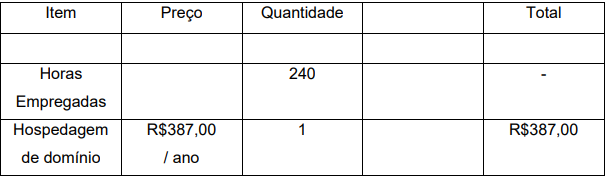 Item Preço Quantidade Total
Horas
Empregadas
240 -
Hospedagem
de domínio
R$387,00
/ ano
1 R$387,00